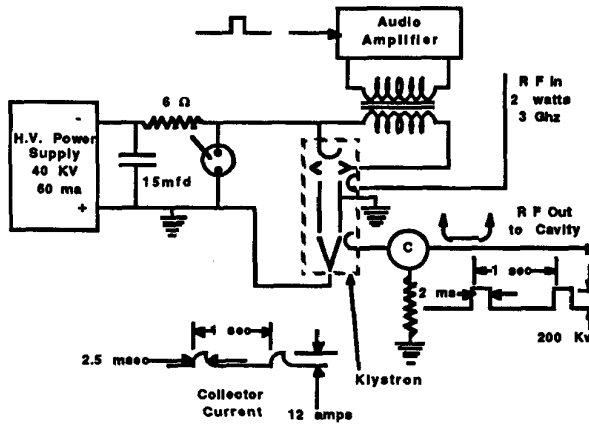 Audio
Amplifier
R F In
2 watts
3 Ghz
6 Ω
-
H.V. Power
Supply
40 KV
60 ma
+
15mfd
R F Out
to Cavity
C
1 sec
2 ms
200 Kw
Klystron
1 sec
2.5 msec
Collector
Current
12 amps